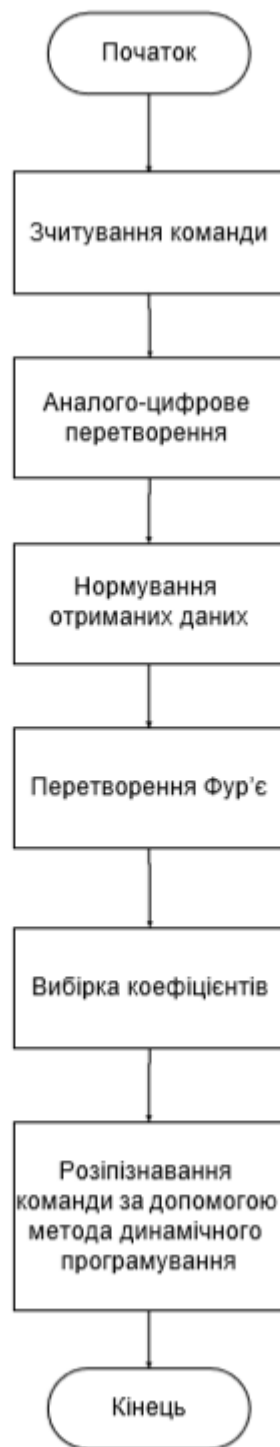 Початок
Зчитування команди
Аналого-цифрове
перетворення
Нормування
отриманих даних
Перетворення Фур'є
Вибірка коефіцієнтів
Розіпізнавання
команди за допомогою
метода динамічного
програмування
Кінець